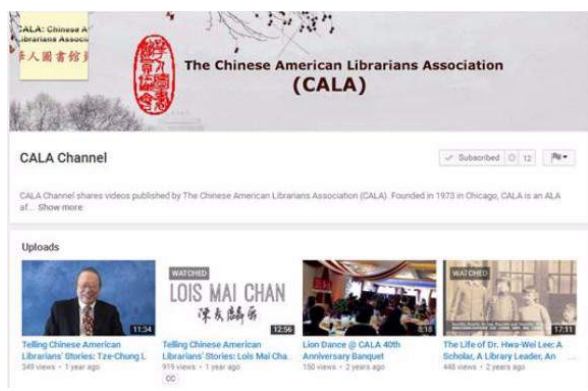 CALA: Chinese A
Librarians Associ
華人圖書館員
The Chinese American Librarians Association
(CALA)
CALA Channel
Subscribed 12
CALA Channel shares videos published by The Chinese American Librarians Association (CALA). Founded in 1973 in Chicago, CALA is an ALA
af... Show more
Uploads
11:34
WATCHED
LOIS MAI CHAN
12:56
8:18
WATCHED
17:11
Telling Chinese American
Librarians' Stories: Tze-Chung L
349 views • 1 year ago
Telling Chinese American
Librarians' Stories: Lois Mai Cha..
919 views • 1 year ago
CC
Lion Dance @ CALA 40th
Anniversary Banquet
150 views • 2 years ago
The Life of Dr. Hwa-Wei Lee: A
Scholar, A Library Leader, An ...
448 views • 2 years ago